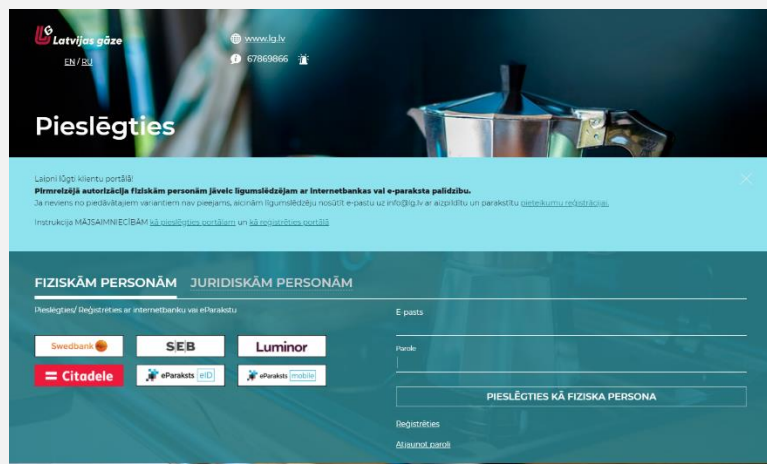 Latvijas gāze
www.lg.lv
EN / RU
67869866
Pieslēgties
Laipni lūgti klientu portālā!
Pirmreizējā autorizācija fiziskām personām jāveic līgumslēdzējam ar internetbankas vai e-paraksta palīdzību.
Ja neviens no piedāvātajiem variantiem nav pieejams, aicinām līgumslēdzēju nosūtīt e-pastu uz info@lg.lv ar aizpildītu un parakstītu pieteikumu reģistrācijai.
Instrukcija MĀJSAIMNIECĪBĀM kā pieslēgties portālam un kā reģistrēties portālā
FIZISKĀM PERSONĀM JURIDISKĀM PERSONĀM
Pieslēgties/ Reģistrēties ar internetbanku vai eParakstu
E-pasts
Swedbank SEB Luminor
Parole
Citadele eParaksts eID eParaksts mobile
PIESLĒGTIES KĀ FIZISKA PERSONA
Reģistrēties
Atjaunot paroli